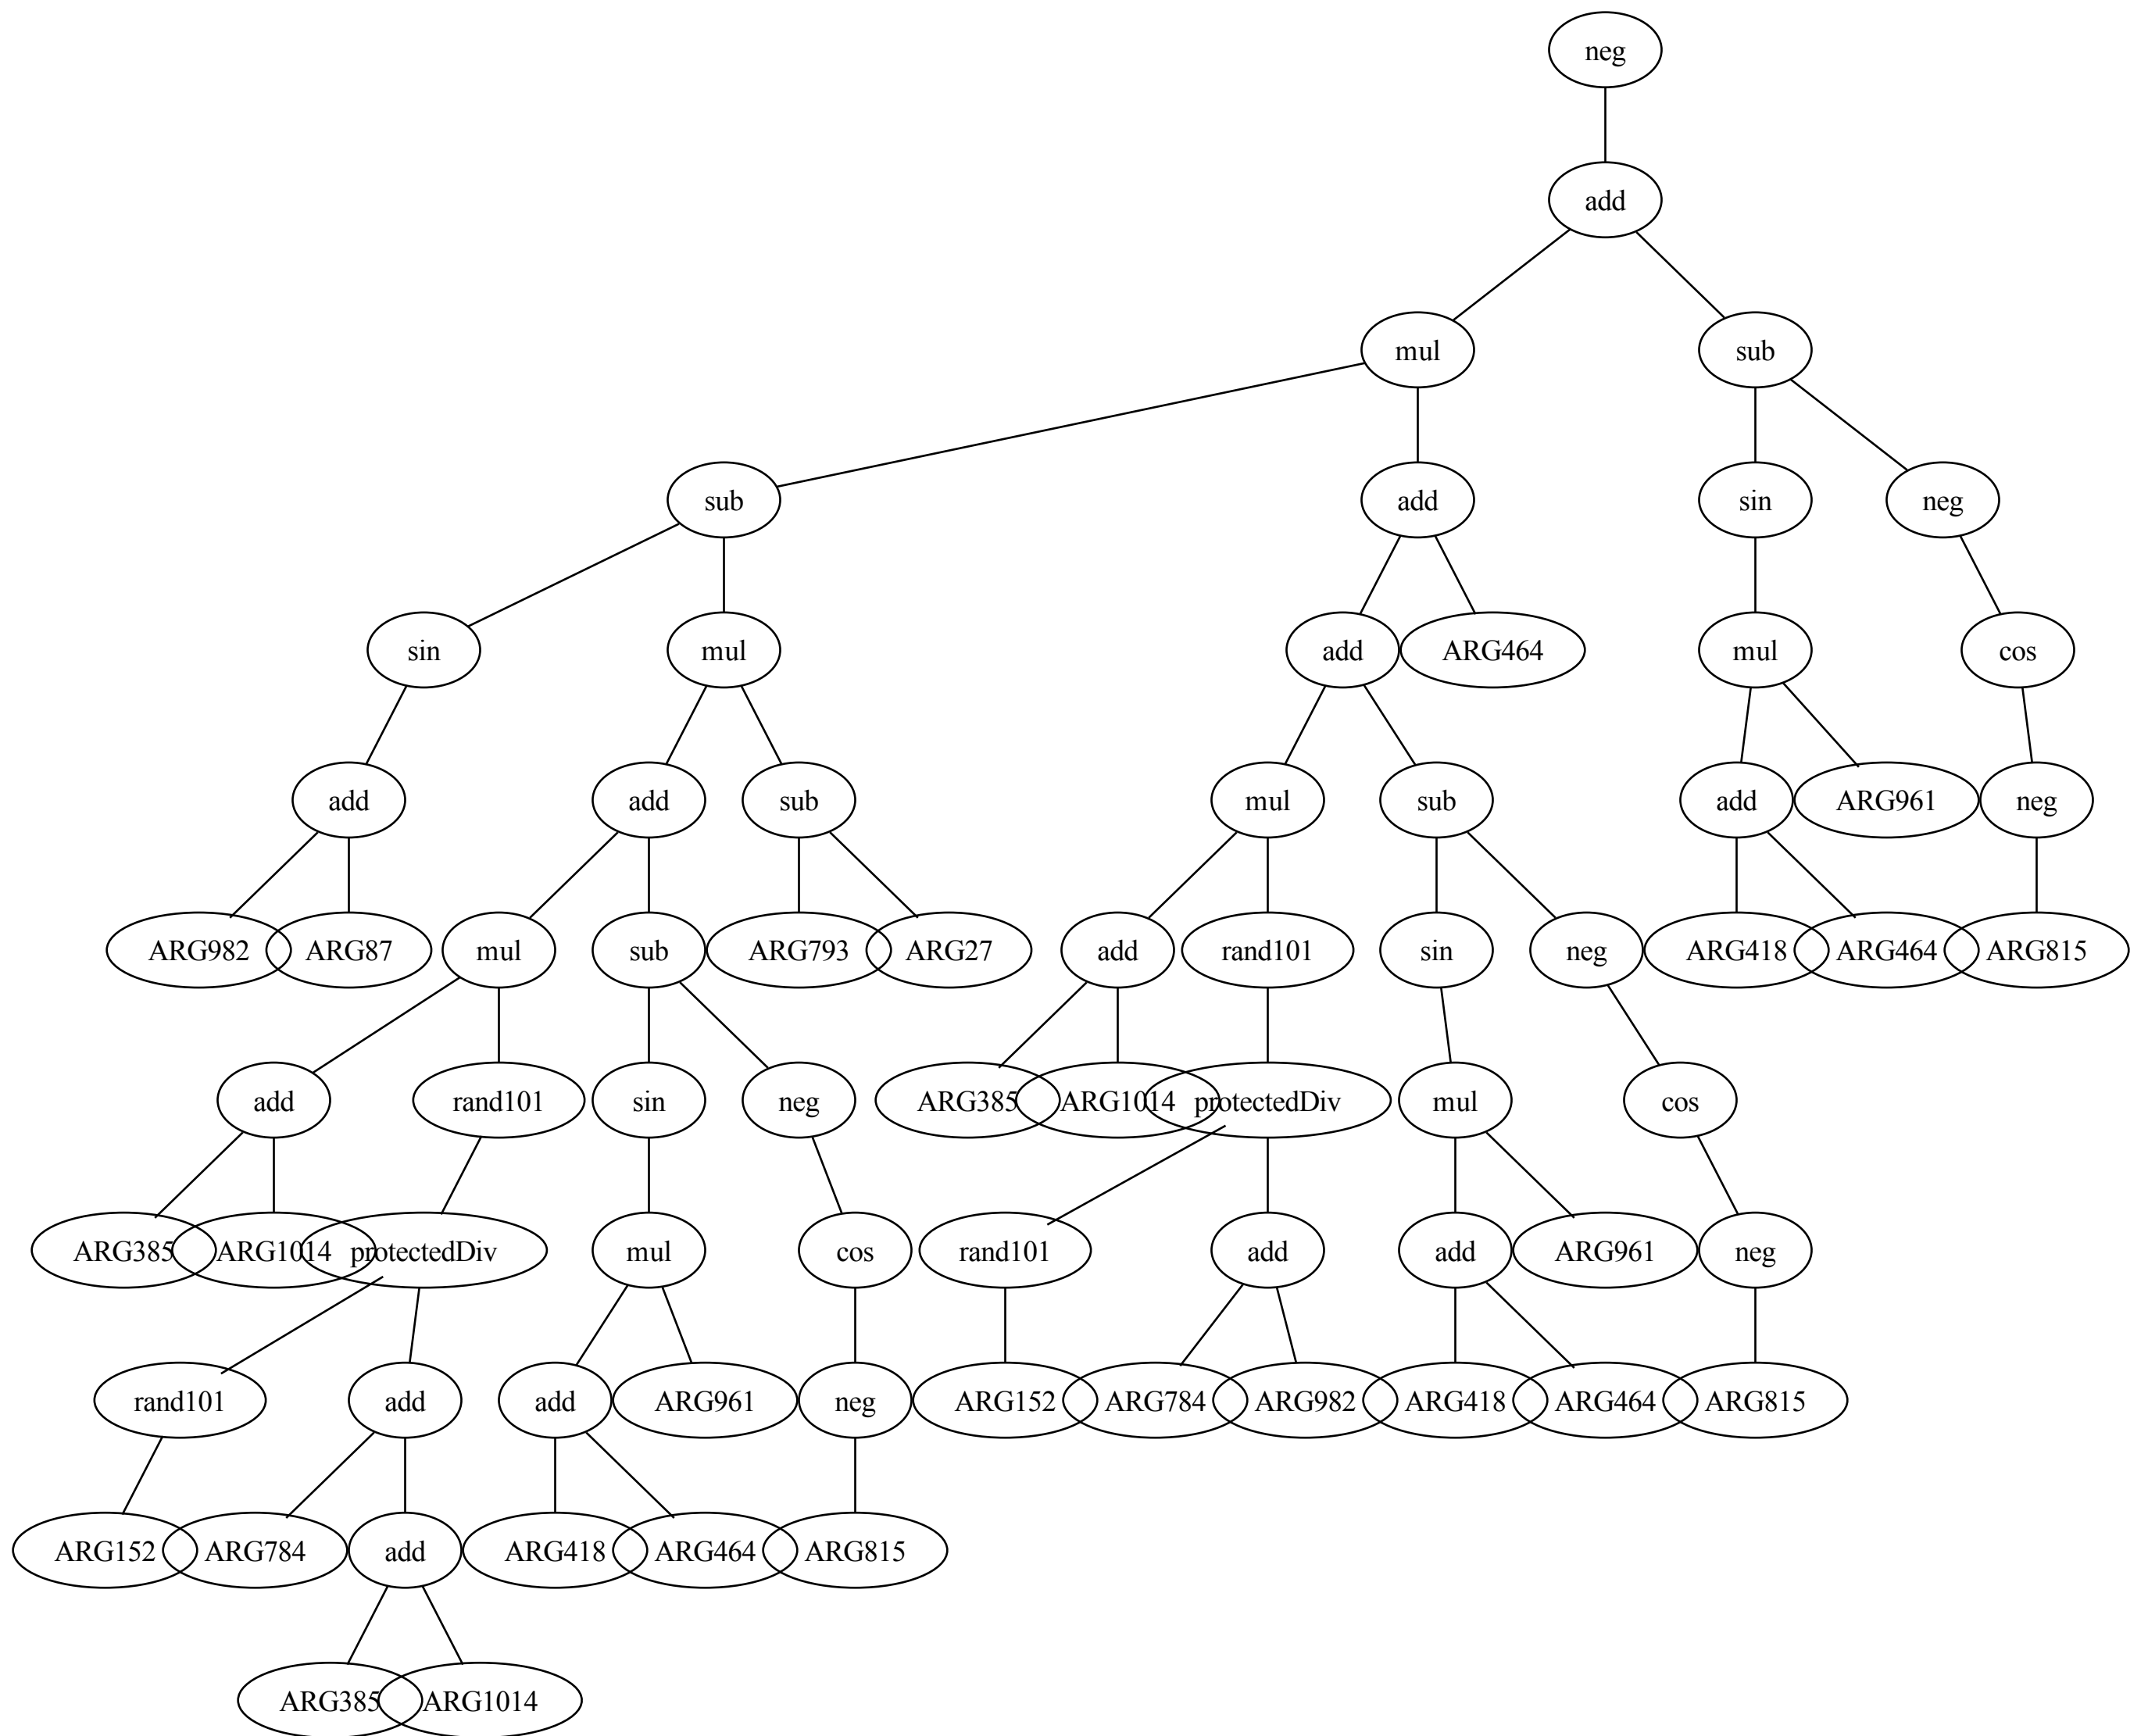 neg
add
mul sub
sub add sin neg
sin mul add ARG464 mul cos
add add sub mul sub add ARG961 neg
ARG982 ARG87 mul sub ARG793 ARG27 add rand101 sin neg ARG418 ARG464 ARG815
add rand101 sin neg ARG385 ARG1014 protectedDiv mul cos
ARG385 ARG1014 protectedDiv mul cos rand101 add add ARG961 neg
rand101 add add ARG961 neg ARG152 ARG784 ARG982 ARG418 ARG464 ARG815
ARG152 ARG784 add ARG418 ARG464 ARG815
ARG385 ARG1014